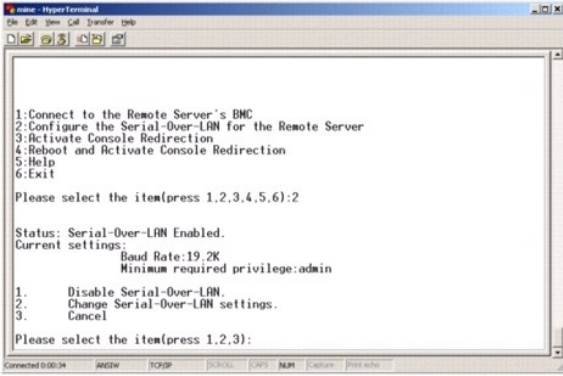 mine - HyperTerminal
File Edit View Call Transfer Help
1:Connect to the Remote Server's BMC
2:Configure the Serial-Over-LAN for the Remote Server
3:Activate Console Redirection
4:Reboot and Activate Console Redirection
5:Help
6:Exit
Please select the item(press 1,2,3,4,5,6):2
Status: Serial-Over-LAN Enabled.
Current settings:
Baud Rate:19.2K
Minimum required privilege:admin
1. Disable Serial-Over-LAN.
2. Change Serial-Over-LAN settings.
3. Cancel
Please select the item(press 1,2,3):
Connected 0:00:34 ANSIW TCP/IP SCROLL CAPS NUM Capture Print echo